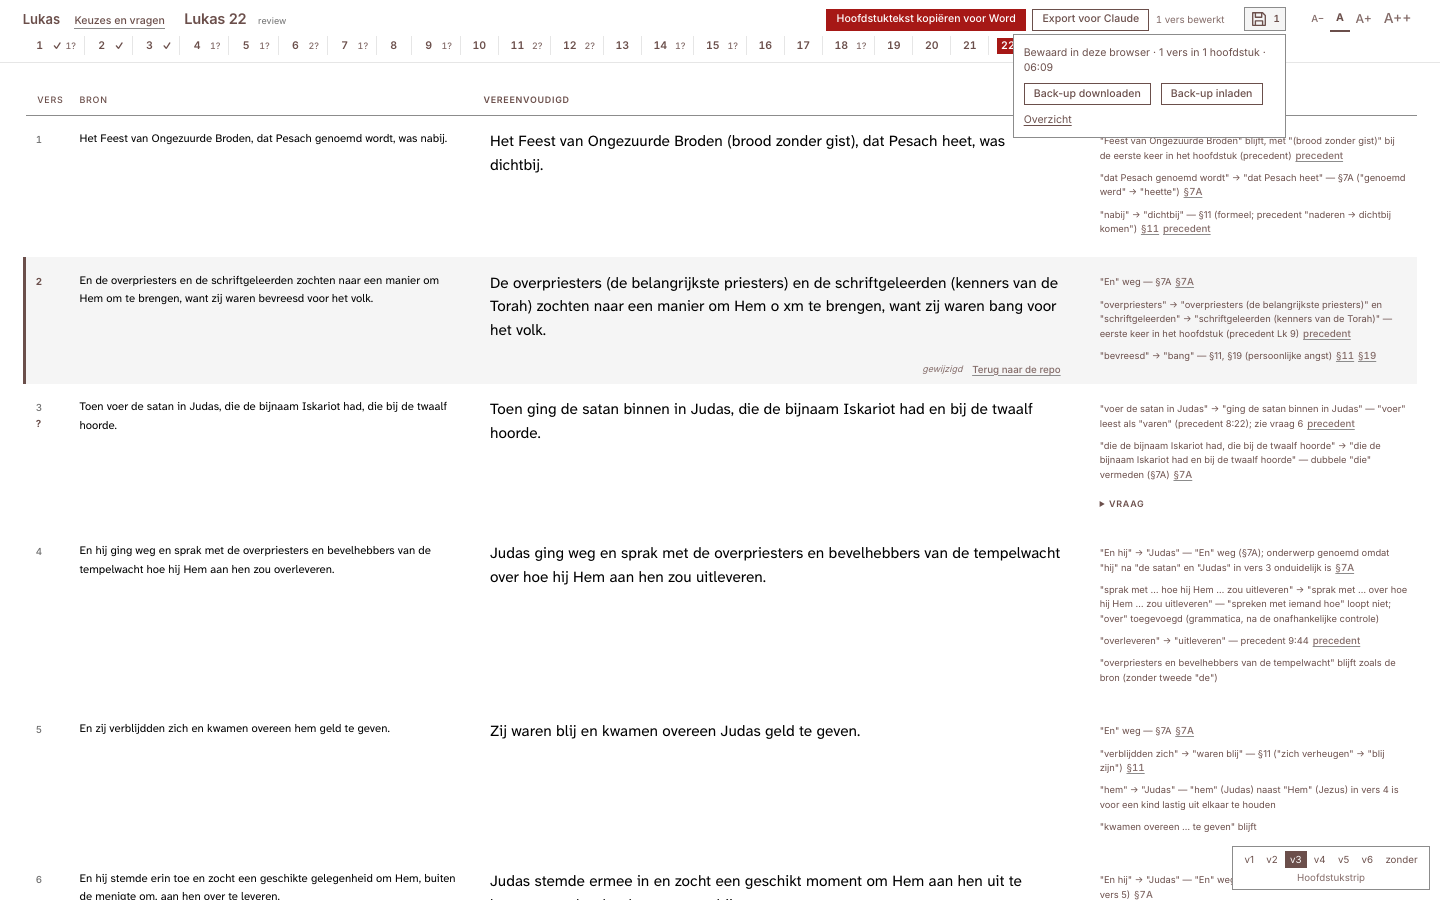 Lukas Keuzes en vragen Lukas 22 review Hoofdstuktekst kopiëren voor Word Export voor Claude 1 vers bewerkt 1 A− A A+ A++
1 ✓ 1? 2 ✓ 3 ✓ 4 1? 5 1? 6 2? 7 1? 8 9 1? 10 11 2? 12 2? 13 14 1? 15 1? 16 17 18 1? 19 20 21 22
Bewaard in deze browser · 1 vers in 1 hoofdstuk ·
06:09
Back-up downloaden Back-up inladen
Overzicht
VERS BRON VEREENVOUDIGD
1 Het Feest van Ongezuurde Broden, dat Pesach genoemd wordt, was nabij.
Het Feest van Ongezuurde Broden (brood zonder gist), dat Pesach heet, was
dichtbij.
"Feest van Ongezuurde Broden" blijft, met "(brood zonder gist)" bij
de eerste keer in het hoofdstuk (precedent) precedent
"dat Pesach genoemd wordt" → "dat Pesach heet" — §7A ("genoemd
werd" → "heette") §7A
"nabij" → "dichtbij" — §11 (formeel; precedent "naderen → dichtbij
komen") §11 precedent
2 En de overpriesters en de schriftgeleerden zochten naar een manier om
Hem om te brengen, want zij waren bevreesd voor het volk.
De overpriesters (de belangrijkste priesters) en de schriftgeleerden (kenners van de
Torah) zochten naar een manier om Hem o xm te brengen, want zij waren bang voor
het volk.
gewijzigd Terug naar de repo
"En" weg — §7A §7A
"overpriesters" → "overpriesters (de belangrijkste priesters)" en
"schriftgeleerden" → "schriftgeleerden (kenners van de Torah)" —
eerste keer in het hoofdstuk (precedent Lk 9) precedent
"bevreesd" → "bang" — §11, §19 (persoonlijke angst) §11 §19
3 Toen voer de satan in Judas, die de bijnaam Iskariot had, die bij de twaalf
? hoorde.
Toen ging de satan binnen in Judas, die de bijnaam Iskariot had en bij de twaalf
hoorde.
"voer de satan in Judas" → "ging de satan binnen in Judas" — "voer"
leest als "varen" (precedent 8:22); zie vraag 6 precedent
"die de bijnaam Iskariot had, die bij de twaalf hoorde" → "die de
bijnaam Iskariot had en bij de twaalf hoorde" — dubbele "die"
vermeden (§7A) §7A
▶ VRAAG
4 En hij ging weg en sprak met de overpriesters en bevelhebbers van de
tempelwacht hoe hij Hem aan hen zou overleveren.
Judas ging weg en sprak met de overpriesters en bevelhebbers van de tempelwacht
over hoe hij Hem aan hen zou uitleveren.
"En hij" → "Judas" — "En" weg (§7A); onderwerp genoemd omdat
"hij" na "de satan" en "Judas" in vers 3 onduidelijk is §7A
"sprak met ... hoe hij Hem ... zou uitleveren" → "sprak met ... over hoe
hij Hem ... zou uitleveren" — "spreken met iemand hoe" loopt niet;
"over" toegevoegd (grammatica, na de onafhankelijke controle)
"overleveren" → "uitleveren" — precedent 9:44 precedent
"overpriesters en bevelhebbers van de tempelwacht" blijft zoals de
bron (zonder tweede "de")
5 En zij verblijdden zich en kwamen overeen hem geld te geven.
Zij waren blij en kwamen overeen Judas geld te geven.
"En" weg — §7A §7A
"verblijdden zich" → "waren blij" — §11 ("zich verheugen" → "blij
zijn") §11
"hem" → "Judas" — "hem" (Judas) naast "Hem" (Jezus) in vers 4 is
voor een kind lastig uit elkaar te houden
"kwamen overeen ... te geven" blijft
6 En hij stemde erin toe en zocht een geschikte gelegenheid om Hem, buiten
de menigte om, aan hen over te leveren.
Judas stemde ermee in en zocht een geschikt moment om Hem aan hen uit te
"En hij" → "Judas" — "En" weg
vers 5) §7A
v1 v2 v3 v4 v5 v6 zonder
Hoofdstukstrip